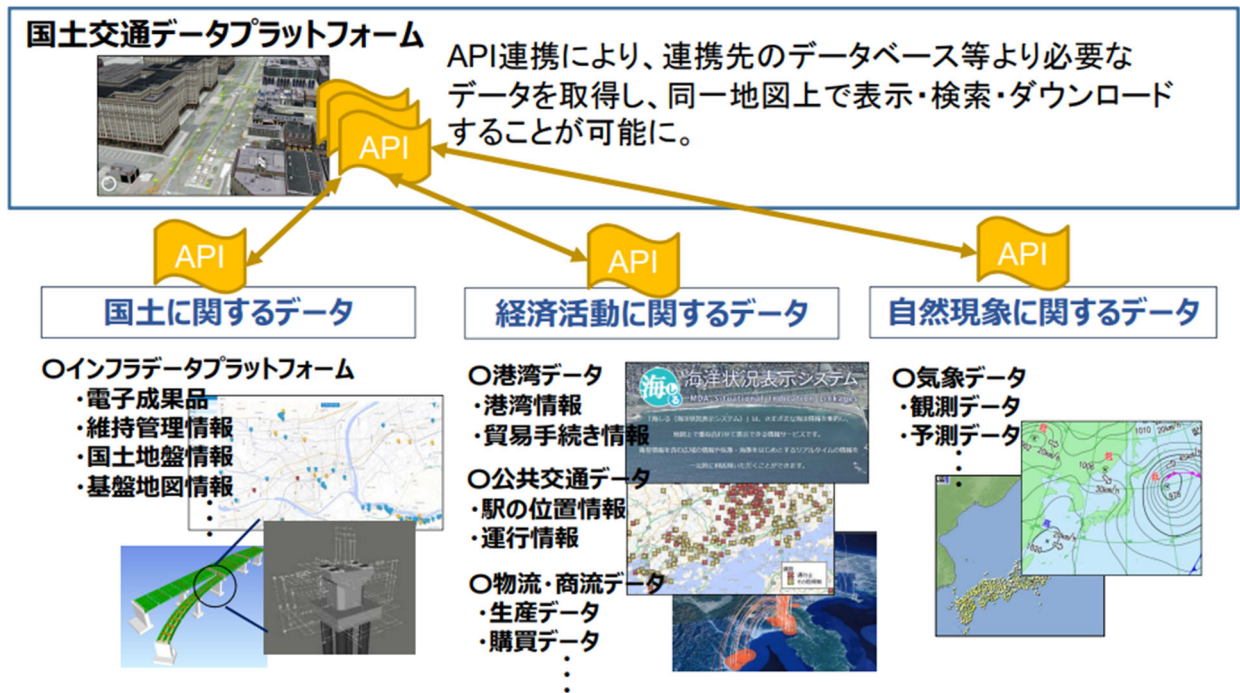 国土交通データプラットフォーム
API連携により、連携先のデータベース等より必要な
データを取得し、同一地図上で表示・検索・ダウンロード
することが可能に。
API
API
API
API
国土に関するデータ
〇インフラデータプラットフォーム
・電子成果品
・維持管理情報
・国土地盤情報
・基盤地図情報
経済活動に関するデータ
〇港湾データ
・港湾情報
・貿易手続き情報
〇公共交通データ
・駅の位置情報
・運行情報
〇物流・商流データ
・生産データ
・購買データ
海しる
海洋状況表示システム
MDA Situational Indication Linkages
自然現象に関するデータ
〇気象データ
・観測データ
・予測データ